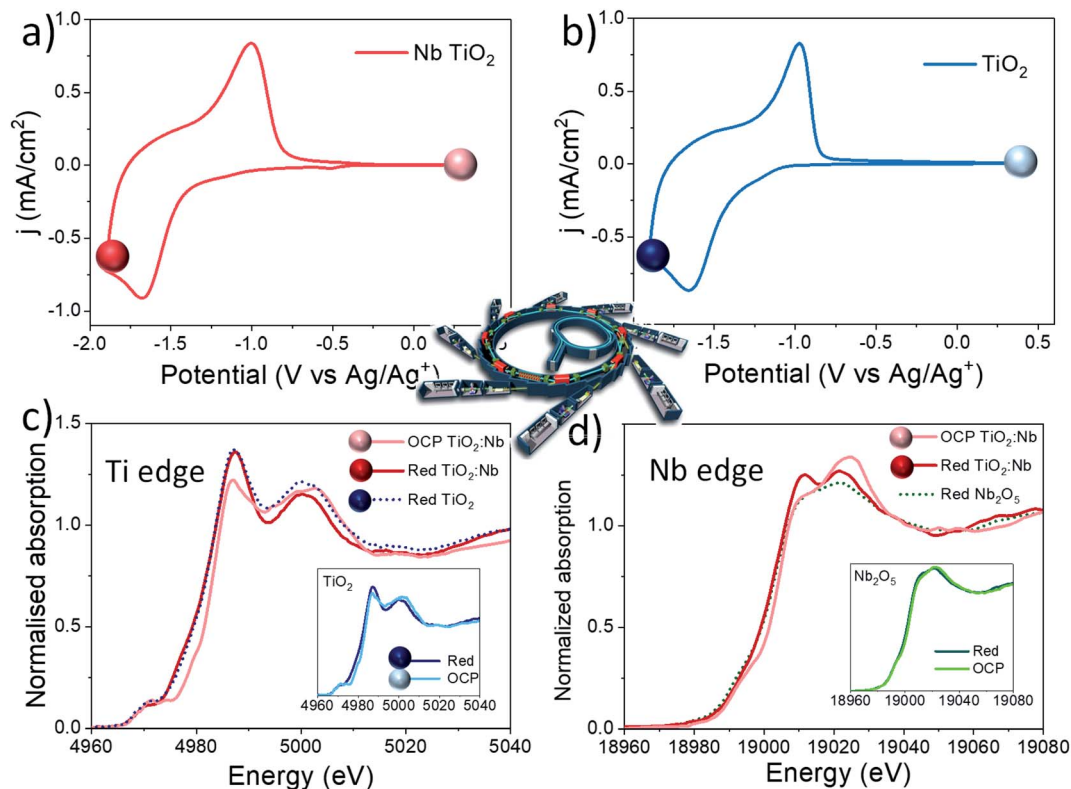 a)
Nb TiO₂
j (mA/cm²)
1.0
0.5
0.0
-0.5
-1.0
-2.0 -1.5 -1.0 -0.5 0.0
Potential (V vs Ag/Ag⁺)
b)
TiO₂
j (mA/cm²)
1.0
0.5
0.0
-0.5
-1.5 -1.0 -0.5 0.0 0.5
Potential (V vs Ag/Ag⁺)
c)
Ti edge
OCP TiO₂:Nb
Red TiO₂:Nb
Red TiO₂
Normalised absorption
1.5
1.0
0.5
0.0
4960 4980 5000 5020 5040
Energy (eV)
TiO₂
Red
OCP
4960 4980 5000 5020 5040
d)
Nb edge
OCP TiO₂:Nb
Red TiO₂:Nb
Red Nb₂O₅
Normalized absorption
1.5
1.0
0.5
0.0
18960 18980 19000 19020 19040 19060 19080
Energy (eV)
Nb₂O₅
Red
OCP
18960 19000 19040 19080